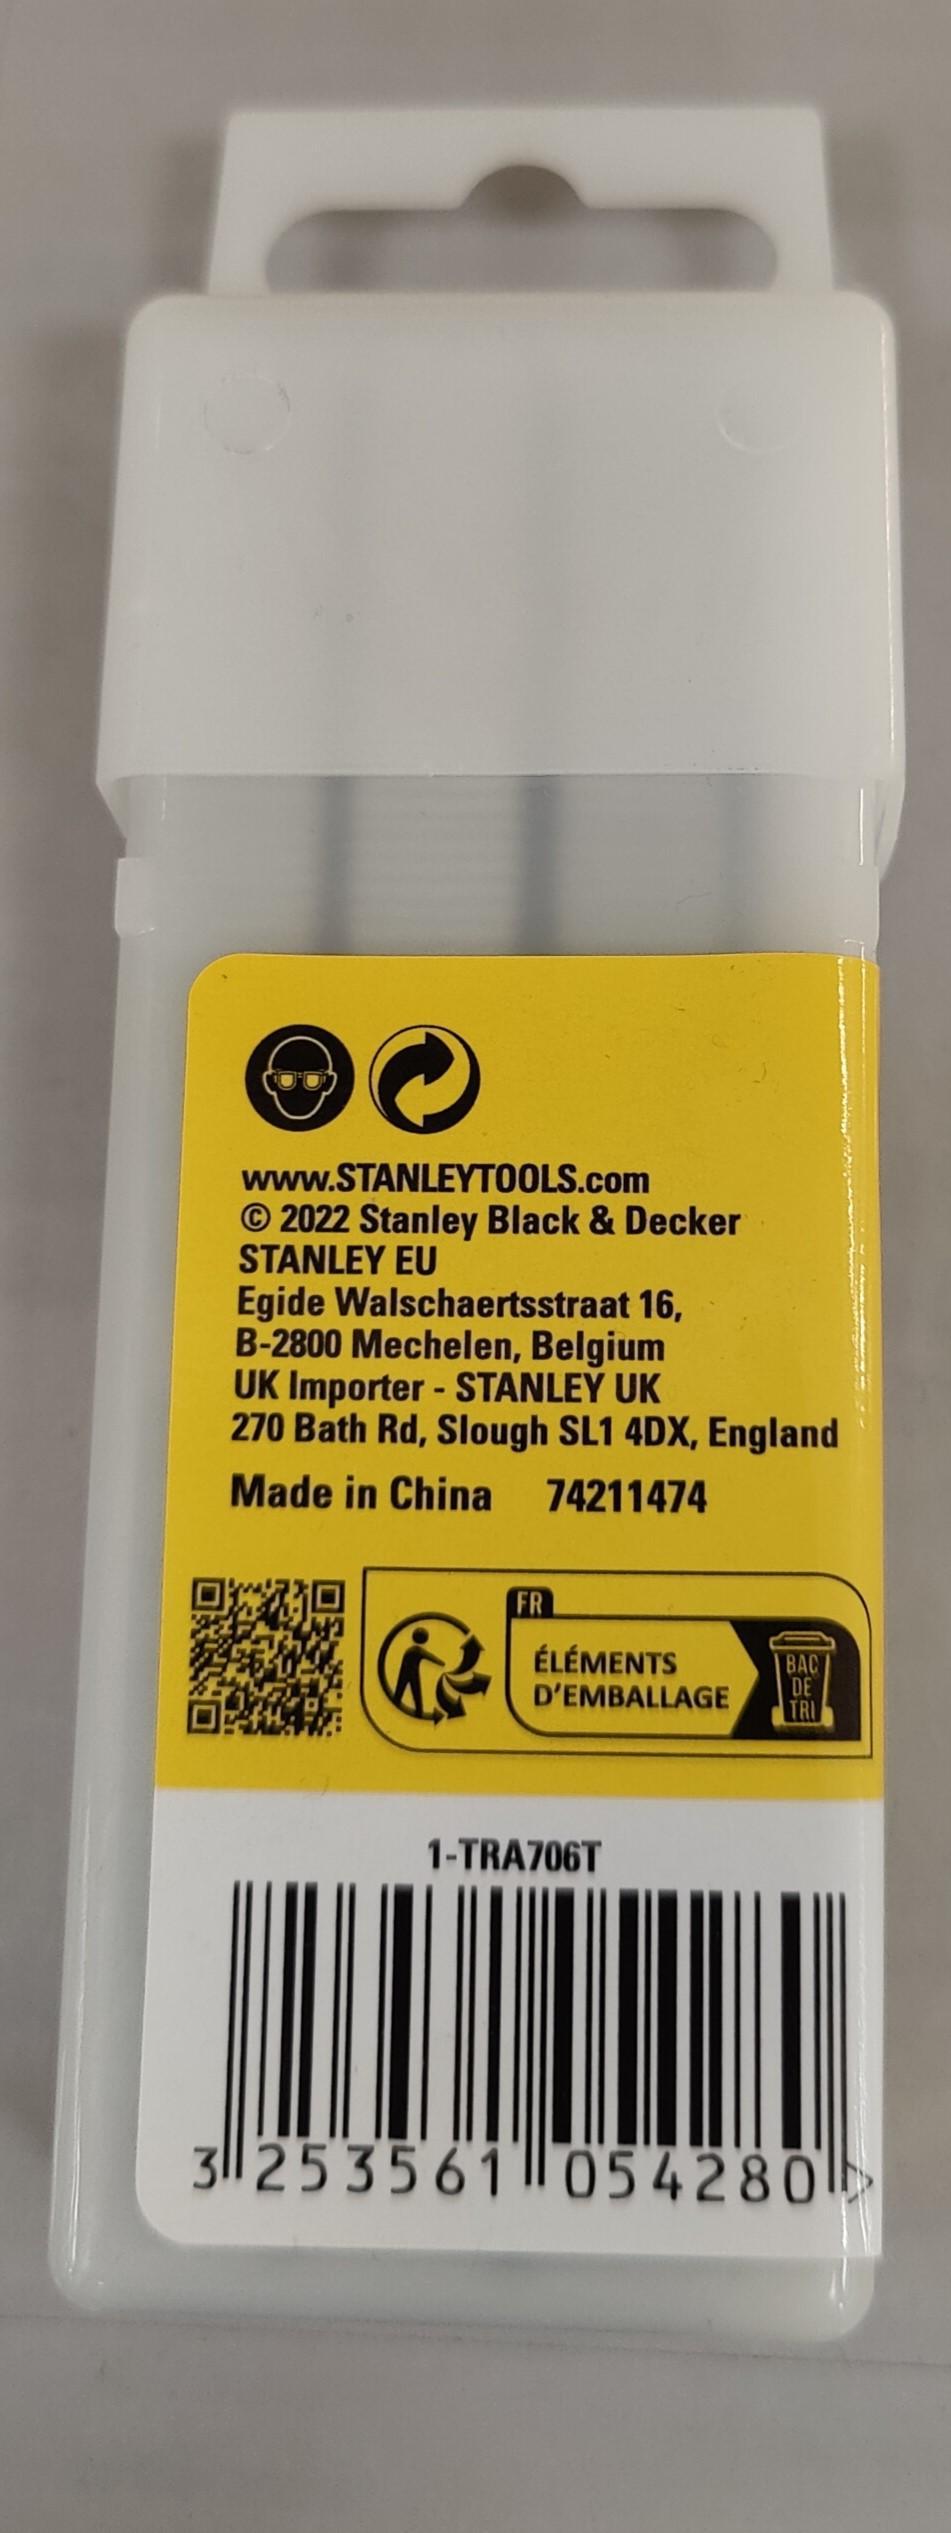 www.STANLEYTOOLS.com
© 2022 Stanley Black & Decker
STANLEY EU
Egide Walschaertsstraat 16,
B-2800 Mechelen, Belgium
UK Importer - STANLEY UK
270 Bath Rd, Slough SL1 4DX, England
Made in China 74211474
FR
ÉLÉMENTS
D'EMBALLAGE
BAC
DE
TRI
1-TRA706T
3 253561 054280 >